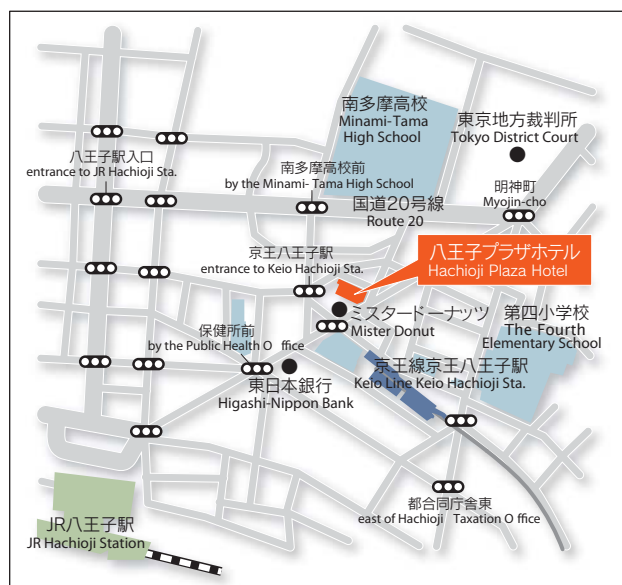 南多摩高校
Minami-Tama
High School
東京地方裁判所
Tokyo District Court
八王子駅入口
entrance to JR Hachioji Sta.
南多摩高校前
by the Minami-Tama High School
明神町
Myojin-cho
国道20号線
Route 20
京王八王子駅
entrance to Keio Hachioji Sta.
八王子プラザホテル
Hachioji Plaza Hotel
ミスタードーナッツ
Mister Donut
第四小学校
The Fourth
Elementary School
保健所前
by the Public Health O ffice
東日本銀行
Higashi-Nippon Bank
京王線京王八王子駅
Keio Line Keio Hachioji Sta.
都合同庁舎東
east of Hachioji Taxation O ffice
JR八王子駅
JR Hachioji Station